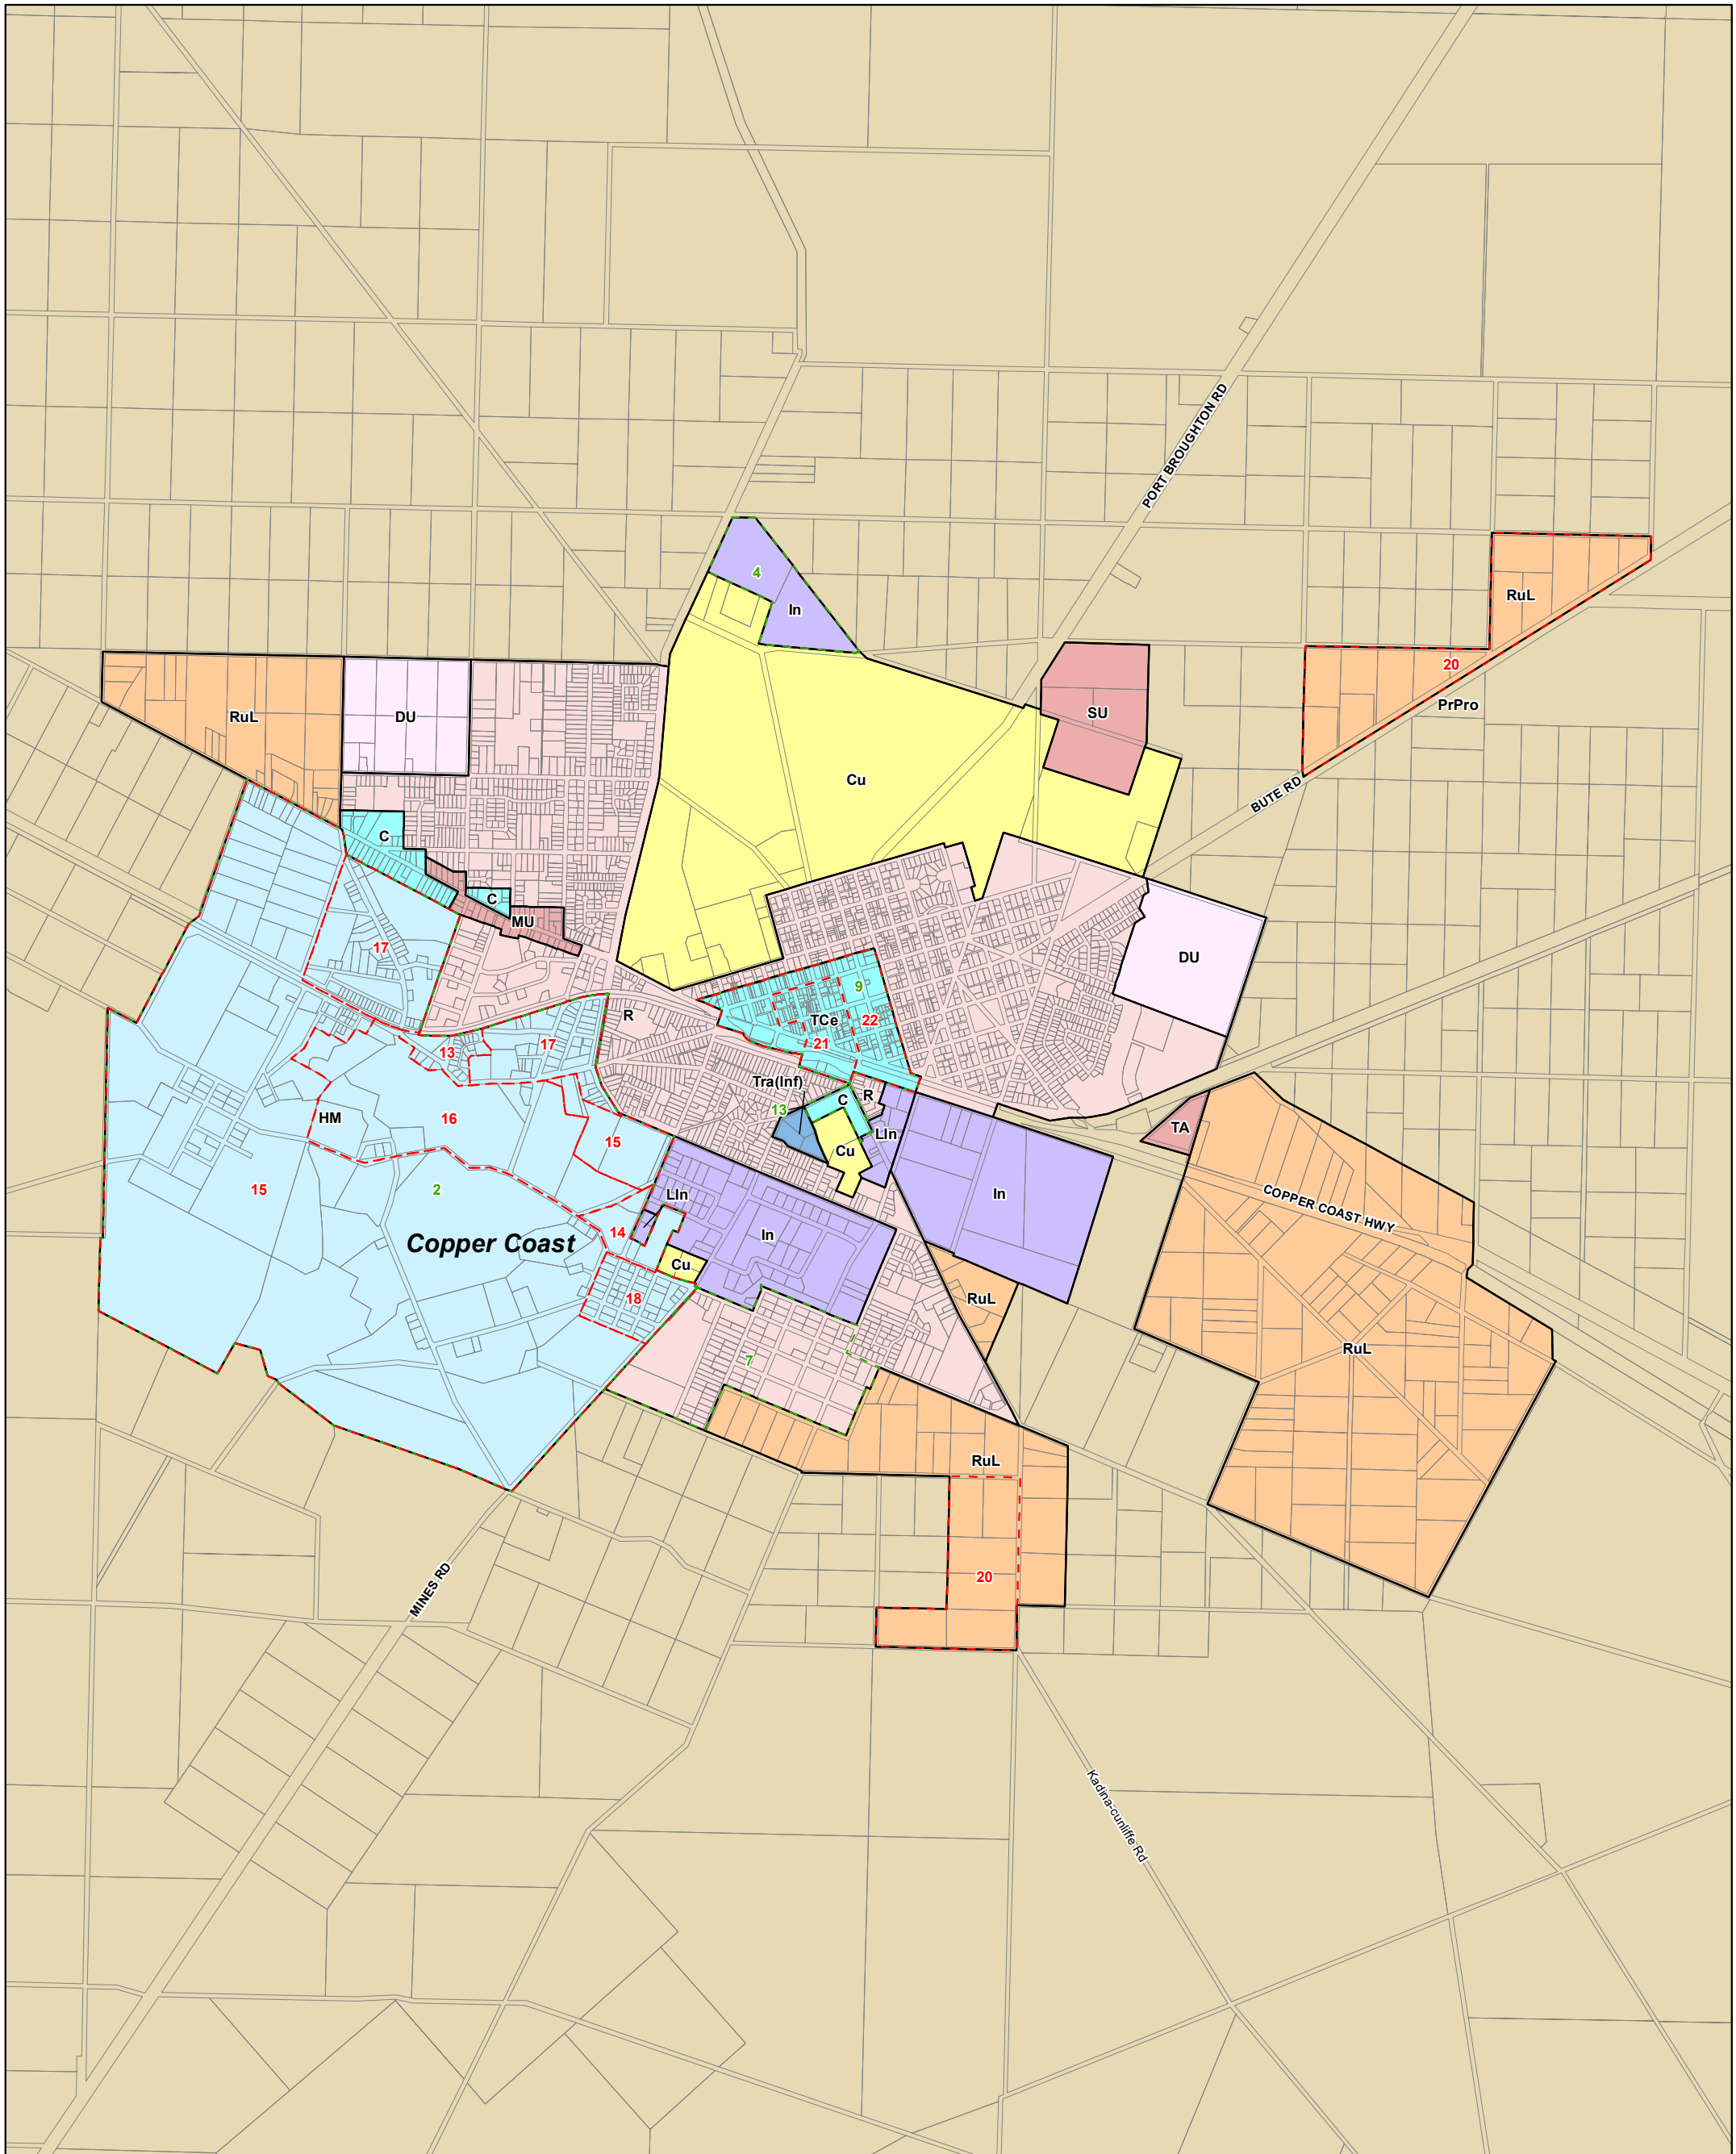 PORT BROUGHTON RD
4
In
RuL
20
PrPro
RuL
DU
SU
Cu
BUTE RD
C
C
MU
17
DU
9
TCe
22
21
R
13
17
Tra(Inf)
13
C
R
HM
16
15
LIn
Cu
TA
15
2
LIn
In
COPPER COAST HWY
14
Copper Coast
In
Cu
18
RuL
RuL
7
RuL
20
MINES RD
Kadina-cunliffe Rd